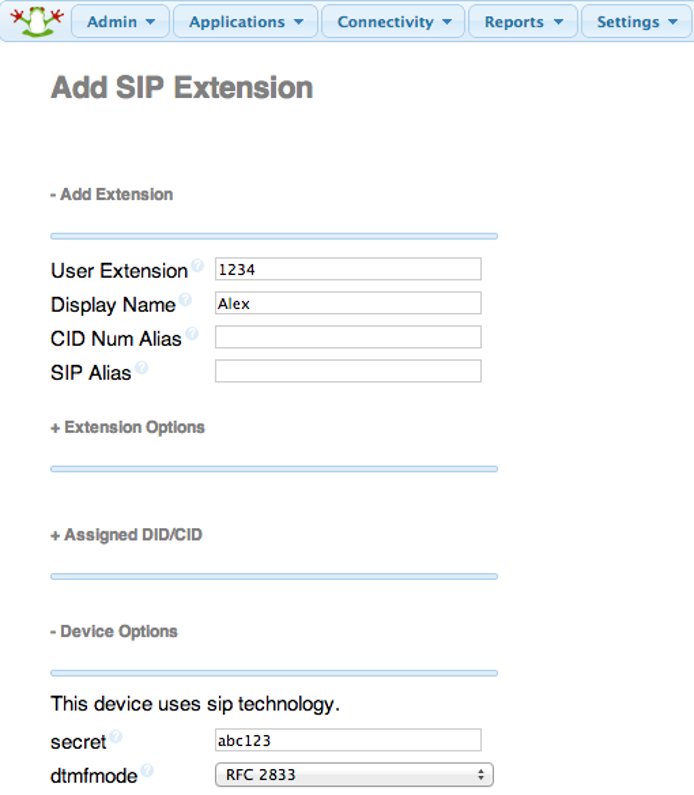 Admin Applications Connectivity Reports Settings
Add SIP Extension
- Add Extension
User Extension ? 1234
Display Name ? Alex
CID Num Alias ?
SIP Alias ?
+ Extension Options
+ Assigned DID/CID
- Device Options
This device uses sip technology.
secret ? abc123
dtmfmode ? RFC 2833